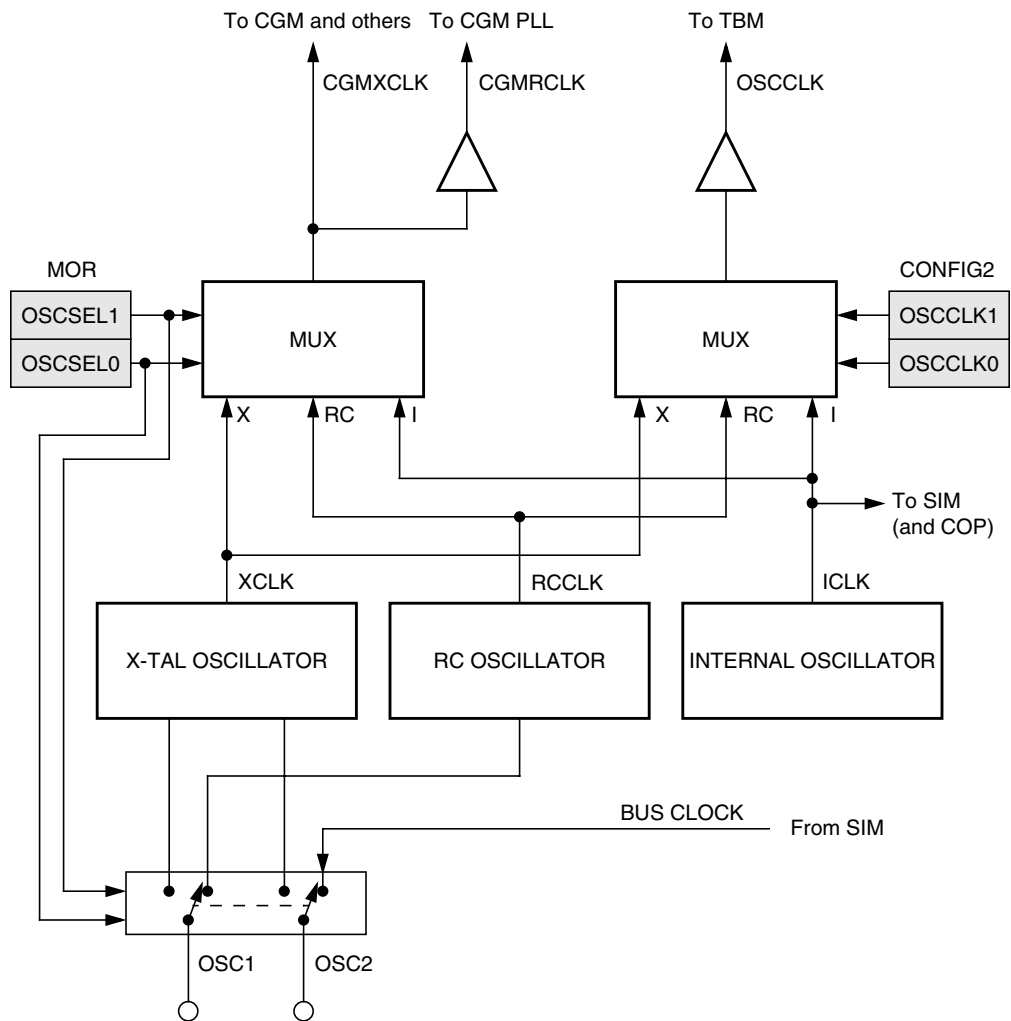 To CGM and others
To CGM PLL
To TBM
CGMXCLK
CGMRCLK
OSCCLK
MOR
CONFIG2
OSCSEL1
OSCSEL0
MUX
MUX
OSCCLK1
OSCCLK0
X
RC
I
X
RC
I
To SIM
(and COP)
XCLK
RCCLK
ICLK
X-TAL OSCILLATOR
RC OSCILLATOR
INTERNAL OSCILLATOR
BUS CLOCK
From SIM
OSC1
OSC2